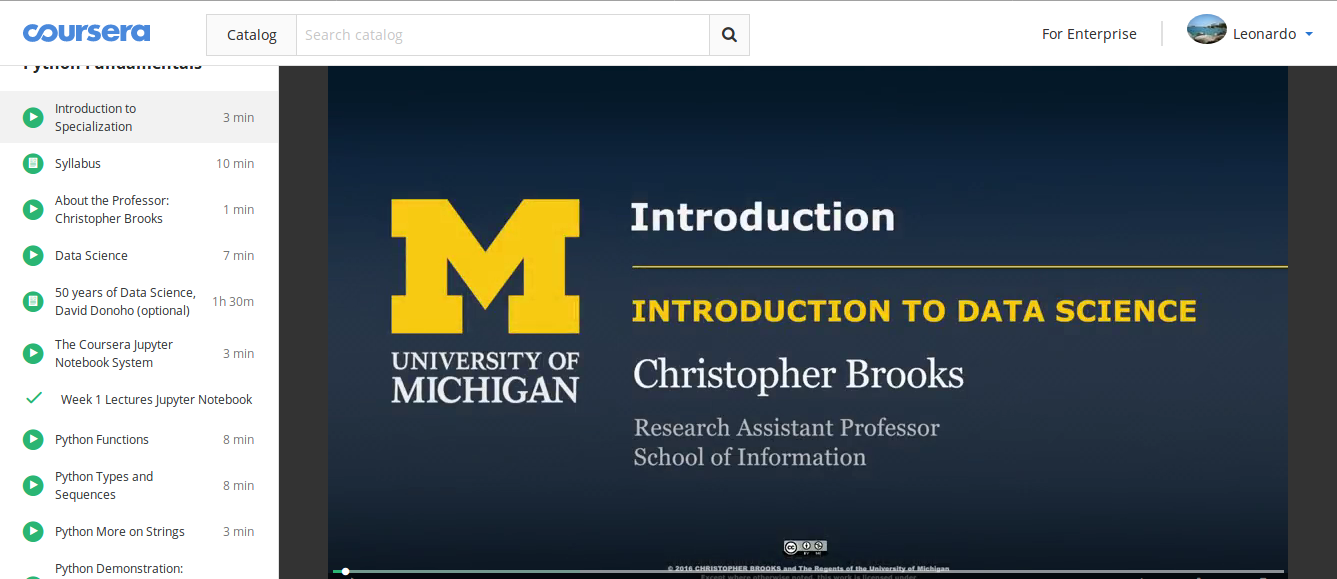 coursera
Catalog
Search catalog
For Enterprise
Leonardo
Python Fundamentals
Introduction to
Specialization
3 min
Syllabus
10 min
About the Professor:
Christopher Brooks
1 min
Data Science
7 min
50 years of Data Science,
David Donoho (optional)
1h 30m
The Coursera Jupyter
Notebook System
3 min
Week 1 Lectures Jupyter Notebook
Python Functions
8 min
Python Types and
Sequences
8 min
Python More on Strings
3 min
Python Demonstration:
M
UNIVERSITY OF
MICHIGAN
Introduction
INTRODUCTION TO DATA SCIENCE
Christopher Brooks
Research Assistant Professor
School of Information
© 2016 CHRISTOPHER BROOKS and The Regents of the University of Michigan
Except where otherwise noted, this work is licensed under